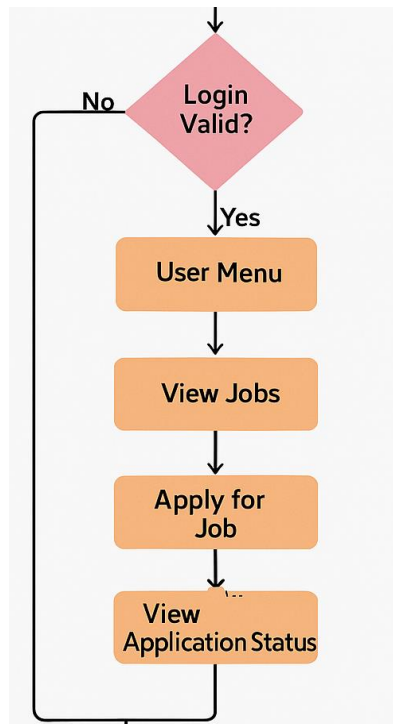 Login
Valid?
No
Yes
User Menu
View Jobs
Apply for
Job
View
Application Status